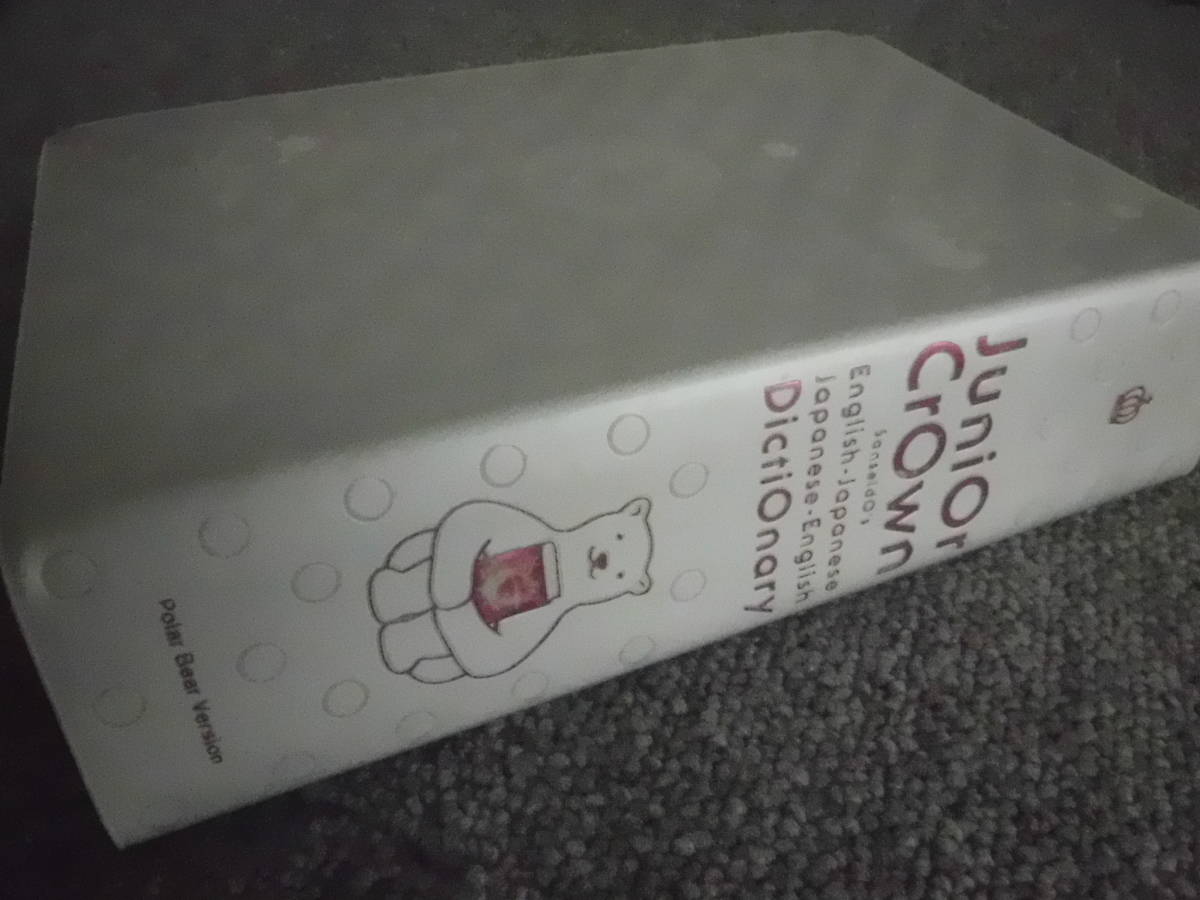 Junior
Crown
Sanseido's
English-Japanese
Japanese-English
Dictionary
Polar Bear Version